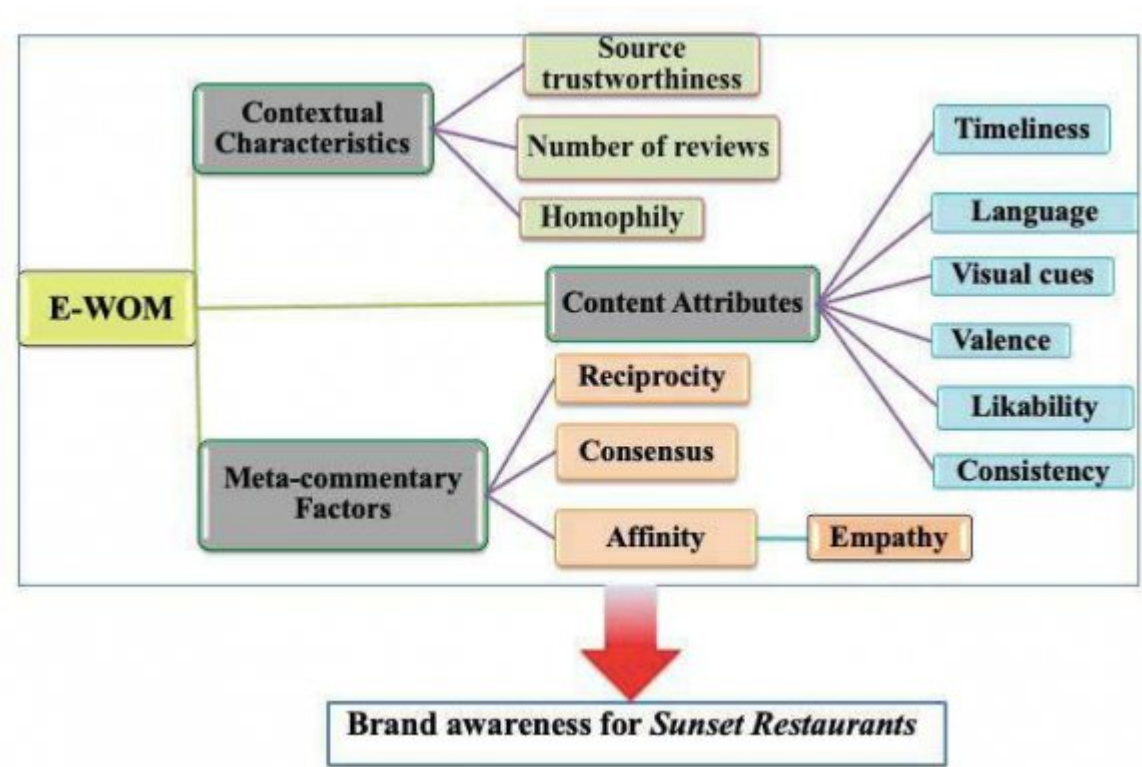 Source
trustworthiness
Contextual
Characteristics
Number of reviews
Homophily
E-WOM
Content Attributes
Timeliness
Language
Visual cues
Valence
Likability
Consistency
Meta-commentary
Factors
Reciprocity
Consensus
Affinity
Empathy
Brand awareness for Sunset Restaurants